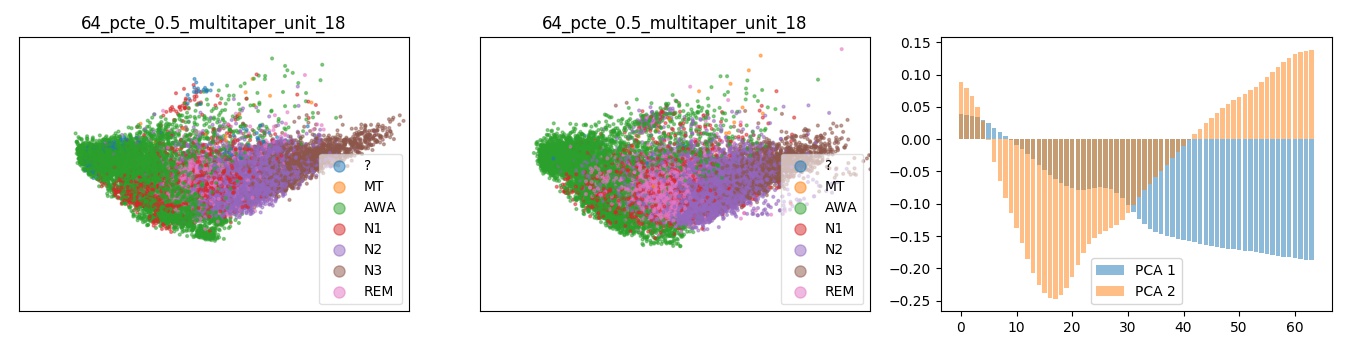 64_pcte_0.5_multitaper_unit_18
?
MT
AWA
N1
N2
N3
REM
64_pcte_0.5_multitaper_unit_18
?
MT
AWA
N1
N2
N3
REM
0.15
0.10
0.05
0.00
−0.05
−0.10
−0.15
−0.20
−0.25
PCA 1
PCA 2
0 10 20 30 40 50 60